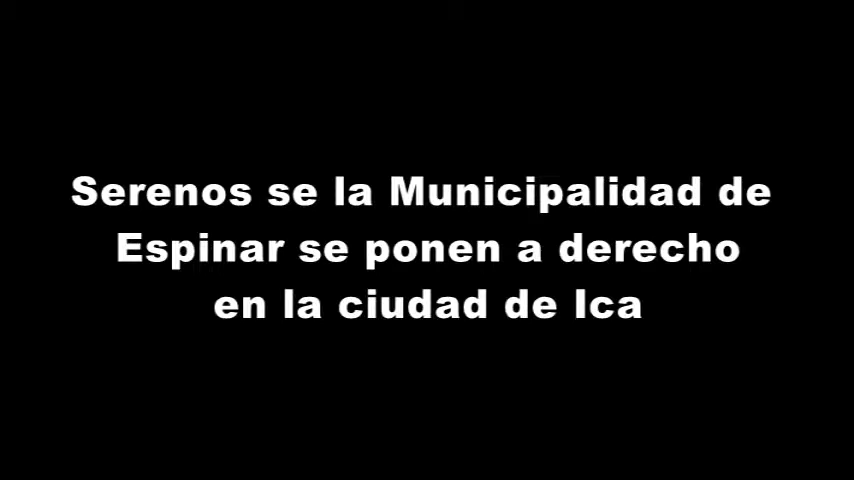 Serenos se la Municipalidad de
Espinar se ponen a derecho
en la ciudad de Ica